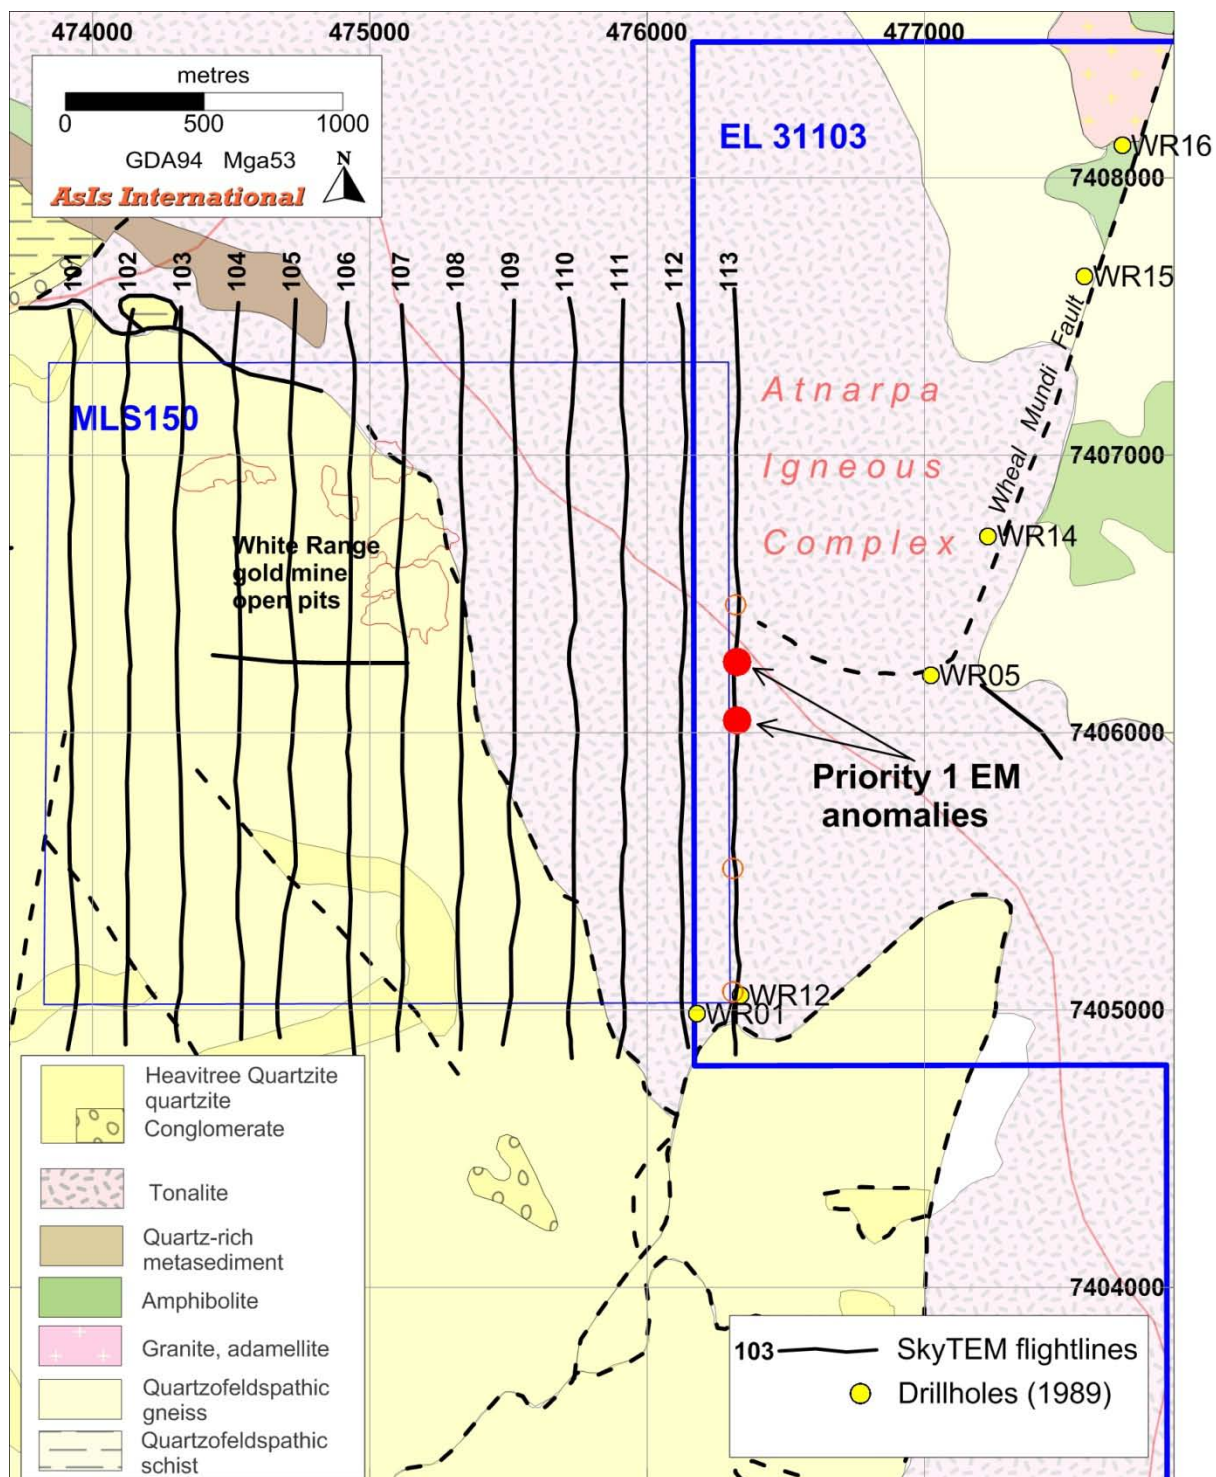 474000
475000
476000
477000
metres
0
500
1000
GDA94 Mga53
N
AsIs International
EL 31103
WR16
7408000
WR15
101
102
103
104
105
106
107
108
109
110
111
112
113
Wheal Mundi Fault
MLS150
Atnarpa
Igneous
Complex
7407000
White Range
gold mine
open pits
WR14
WR05
7406000
Priority 1 EM
anomalies
WR12
WR01
7405000
7404000
Heavitree Quartzite
quartzite
Conglomerate
Tonalite
Quartz-rich
metasediment
Amphibolite
Granite, adamellite
Quartzofeldspathic
gneiss
Quartzofeldspathic
schist
103 SkyTEM flightlines
Drillholes (1989)